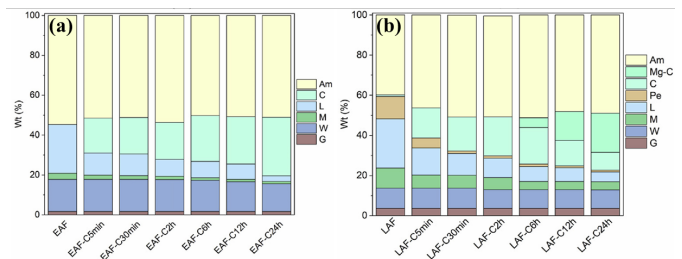 (a)
Wt (%)
100
80
60
40
20
0
Am
C
L
M
W
G
EAF
EAF-C5min
EAF-C30min
EAF-C2h
EAF-C6h
EAF-C12h
EAF-C24h
(b)
Wt (%)
100
80
60
40
20
0
Am
Mg-C
C
Pe
L
M
W
G
LAF
LAF-C5min
LAF-C30min
LAF-C2h
LAF-C6h
LAF-C12h
LAF-C24h